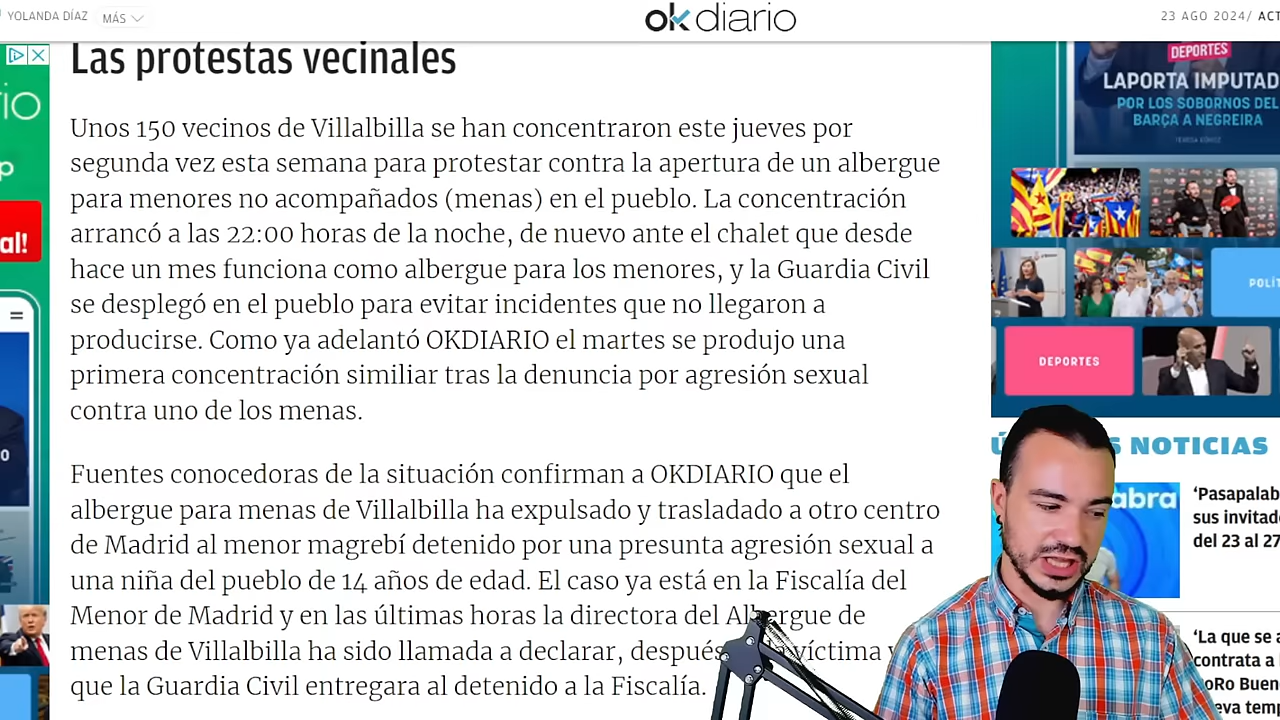 YOLANDA DÍAZ
MÁS
okdiario
23 AGO 2024/
Las protestas vecinales
Unos 150 vecinos de Villalbilla se han concentraron este jueves por
segunda vez esta semana para protestar contra la apertura de un albergue
para menores no acompañados (menas) en el pueblo. La concentración
arrancó a las 22:00 horas de la noche, de nuevo ante el chalet que desde
hace un mes funciona como albergue para los menores, y la Guardia Civil
se desplegó en el pueblo para evitar incidentes que no llegaron a
producirse. Como ya adelantó OKDIARIO el martes se produjo una
primera concentración similiar tras la denuncia por agresión sexual
contra uno de los menas.
Fuentes conocedoras de la situación confirman a OKDIARIO que el
albergue para menas de Villalbilla ha expulsado y trasladado a otro centro
de Madrid al menor magrebí detenido por una presunta agresión sexual a
una niña del pueblo de 14 años de edad. El caso ya está en la Fiscalía del
Menor de Madrid y en las últimas horas la directora del Albergue de
menas de Villalbilla ha sido llamada a declarar, después víctima
que la Guardia Civil entregara al detenido a la Fiscalía.
DEPORTES
LAPORTA IMPUTAD
POR LOS SOBORNOS DEL
BARÇA A NEGREIRA
DEPORTES
NOTICIAS
'Pasapalab
sus invitad
del 23 al 27
'La que se a
contrata a